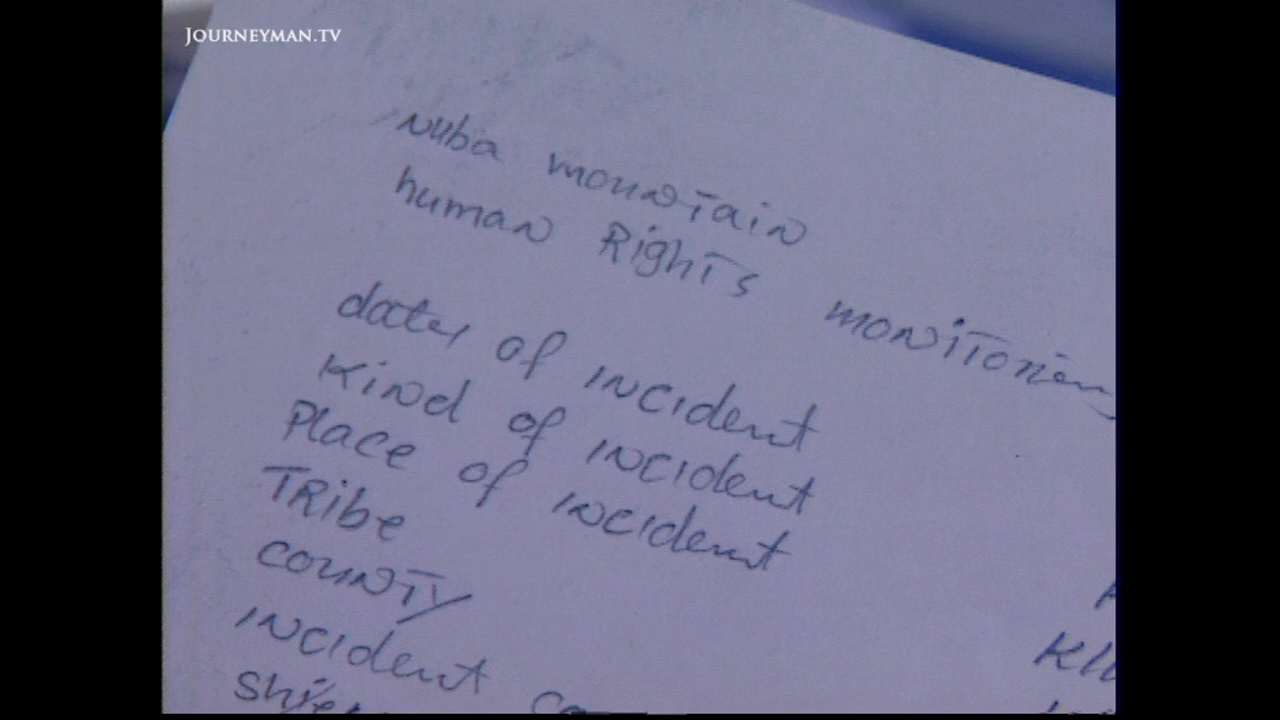 JOURNEYMAN.TV
Nuba mountain
human Rights monitoring
date of incident
Kind of incident
Place of incident
TRibe
county
incident